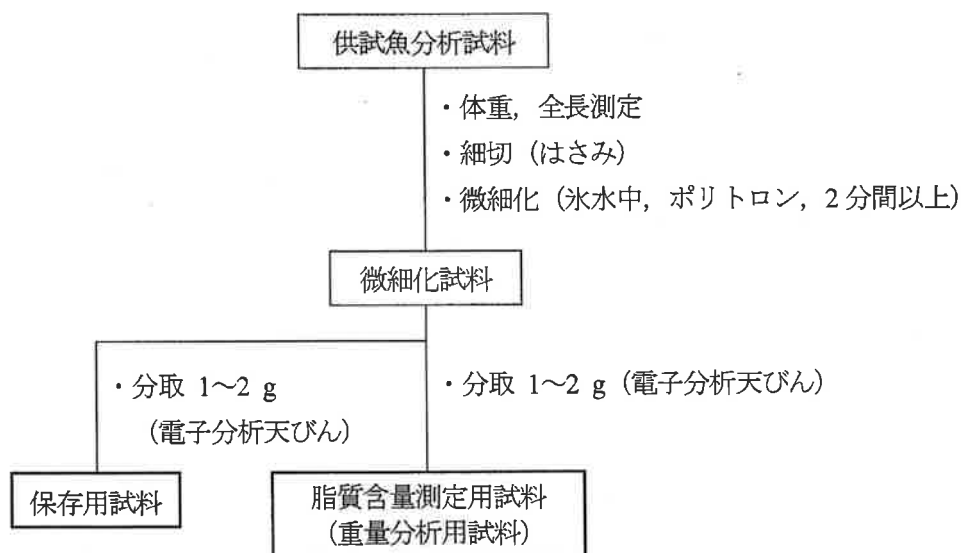 供試魚分析試料
・体重，全長測定
・細切（はさみ）
・微細化（氷水中，ポリトロン，2分間以上）
微細化試料
・分取 1～2 g
（電子分析天びん）
・分取 1～2 g（電子分析天びん）
保存用試料
脂質含量測定用試料
（重量分析用試料）